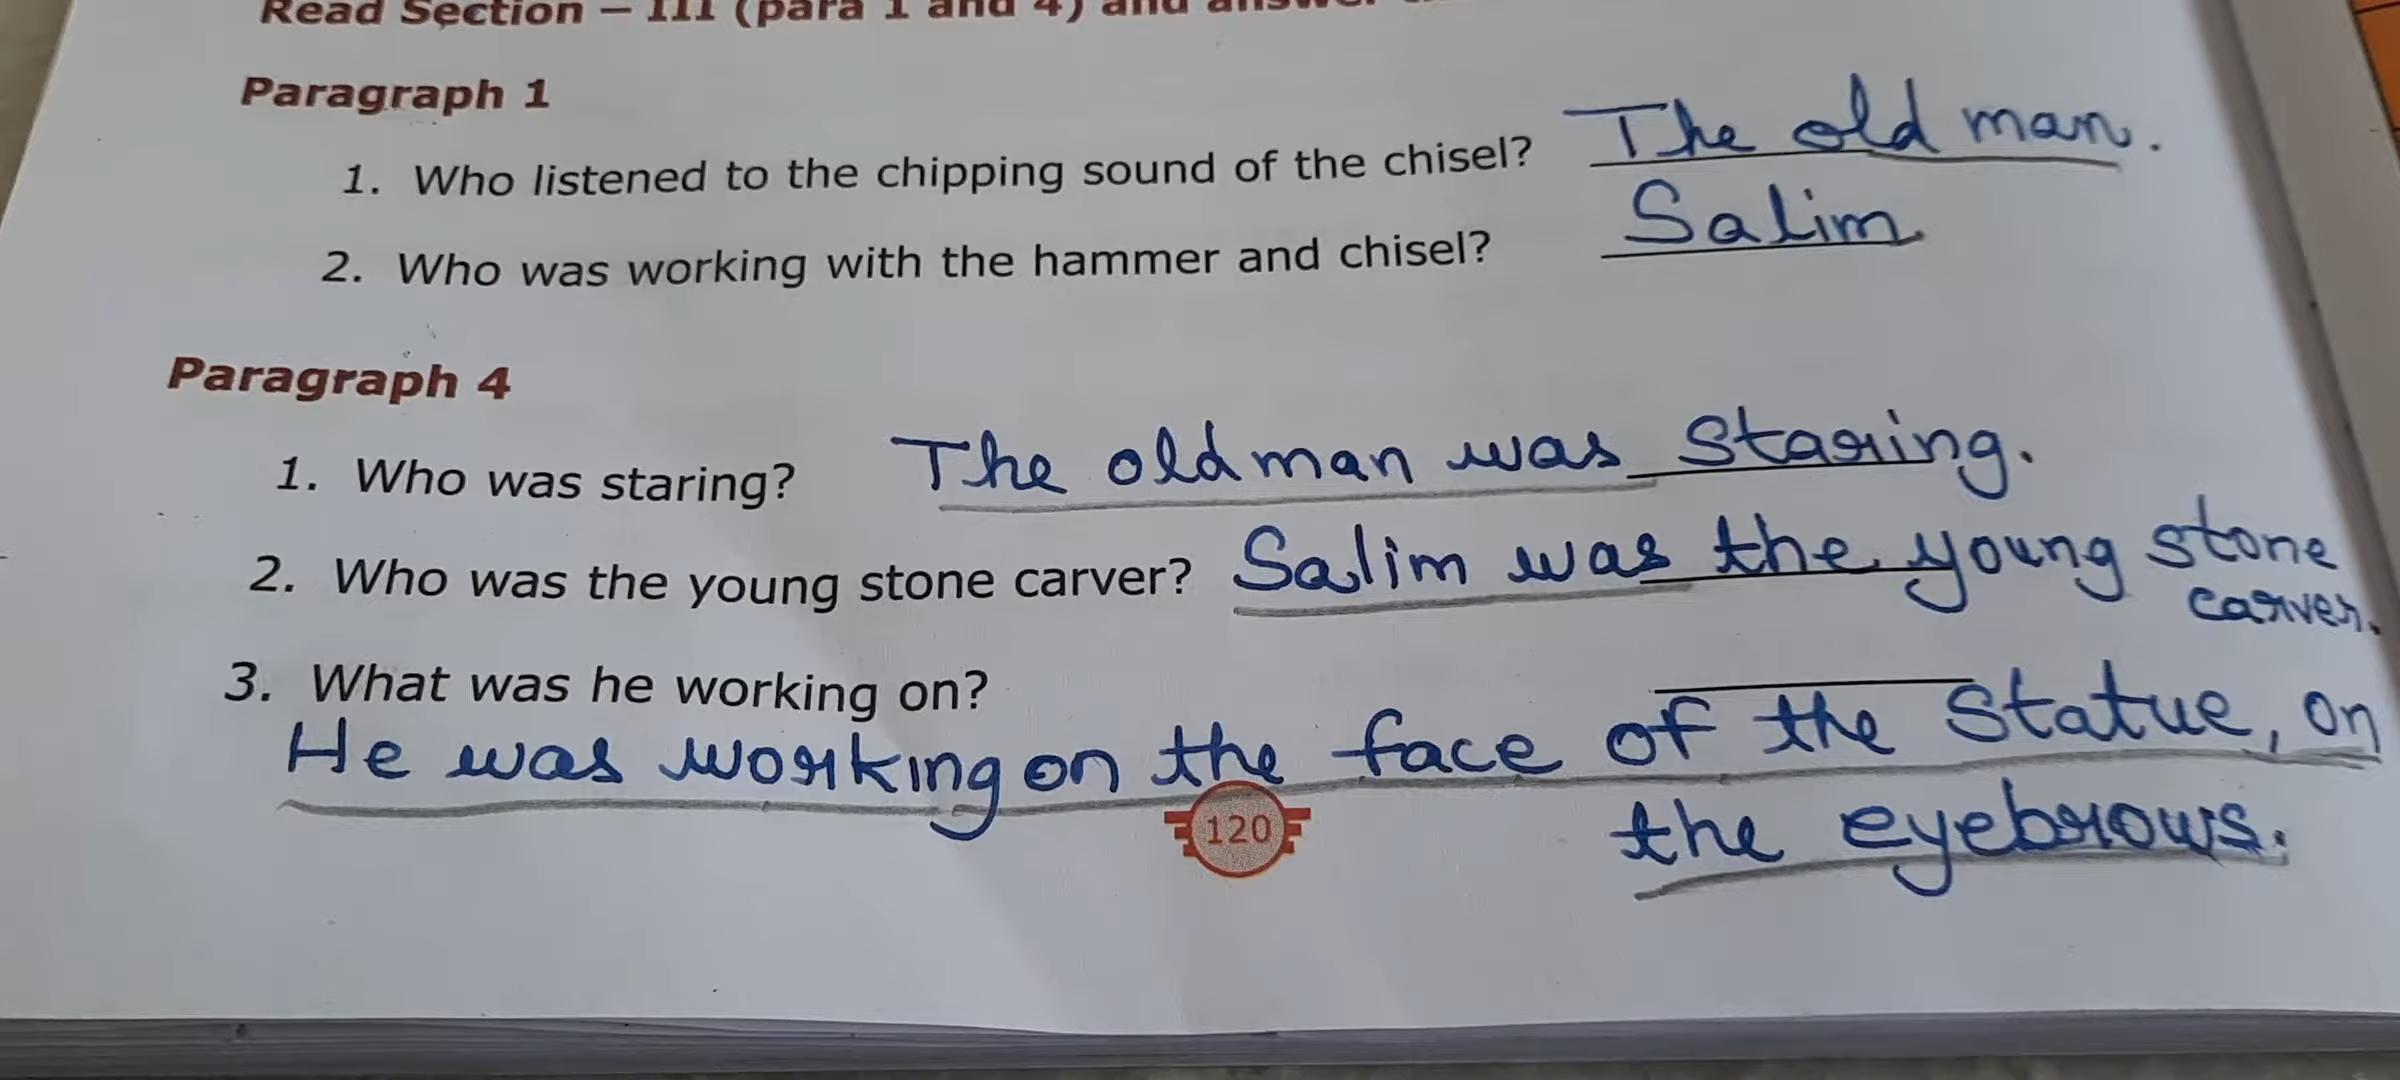 Read Section – III (para 1 and 4) and answer
Paragraph 1
1. Who listened to the chipping sound of the chisel? The old man.
2. Who was working with the hammer and chisel? Salim
Paragraph 4
1. Who was staring? The old man was staring.
2. Who was the young stone carver? Salim was the young stone
carver.
3. What was he working on?
He was working on the face of the statue, on
the eyebrows.
120